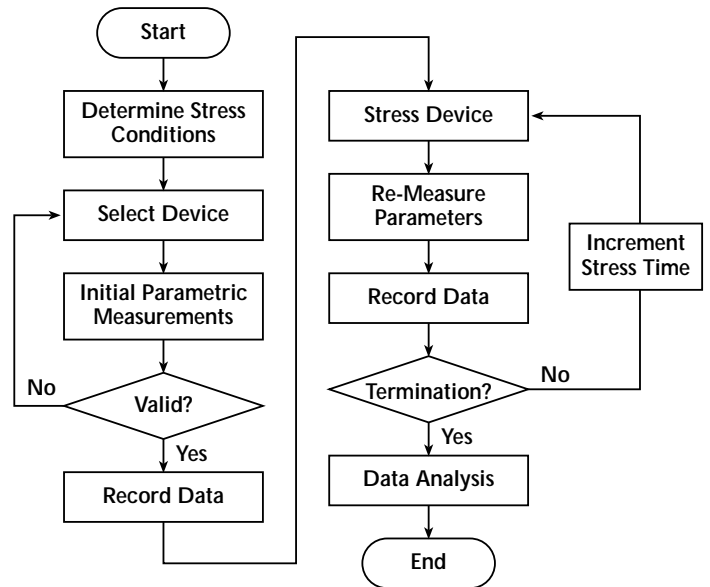 Start
Determine Stress
Conditions
Select Device
Initial Parametric
Measurements
No
Valid?
Yes
Record Data
Stress Device
Re-Measure
Parameters
Increment
Stress Time
Record Data
Termination?
No
Yes
Data Analysis
End